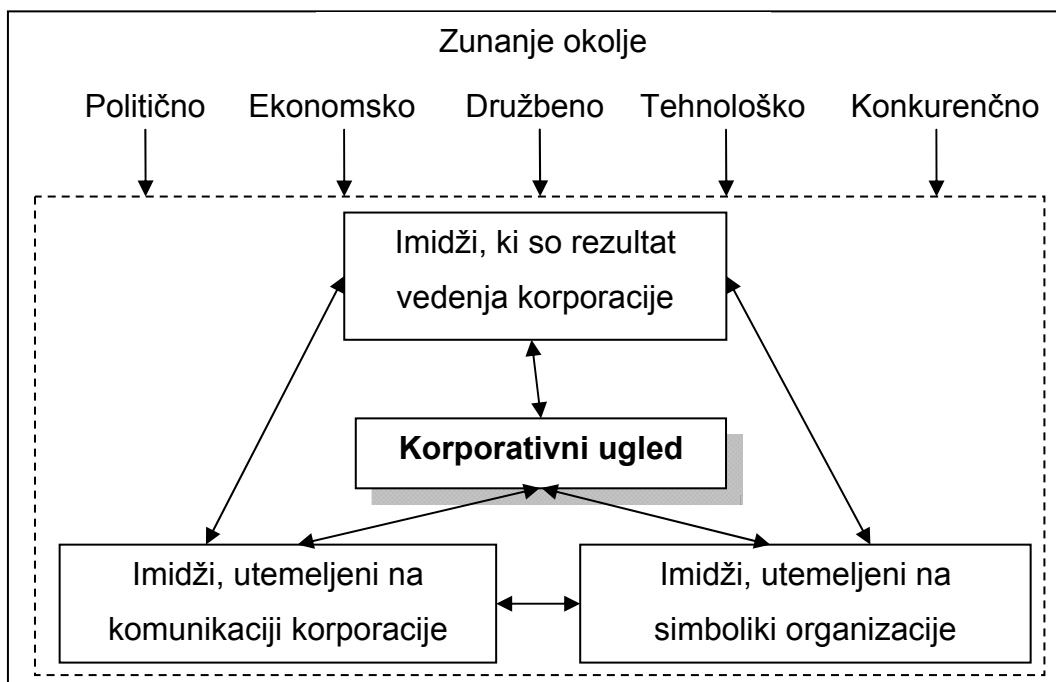 Zunanje okolje
Politično Ekonomsko Družbeno Tehnološko Konkurenčno
Imidži, ki so rezultat
vedenja korporacije
Korporativni ugled
Imidži, utemeljeni na
komunikaciji korporacije
Imidži, utemeljeni na
simboliki organizacije